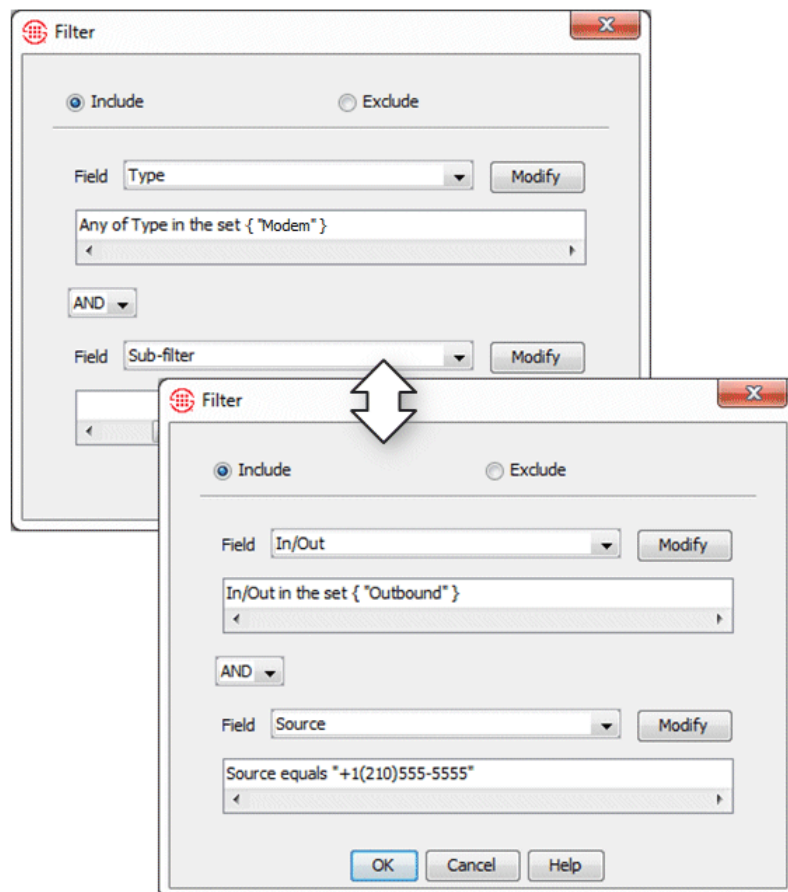 Filter
Include Exclude
Field Type Modify
Any of Type in the set { "Modem" }
AND
Field Sub-filter Modify
Filter
Include Exclude
Field In/Out Modify
In/Out in the set { "Outbound" }
AND
Field Source Modify
Source equals "+1(210)555-5555"
OK Cancel Help